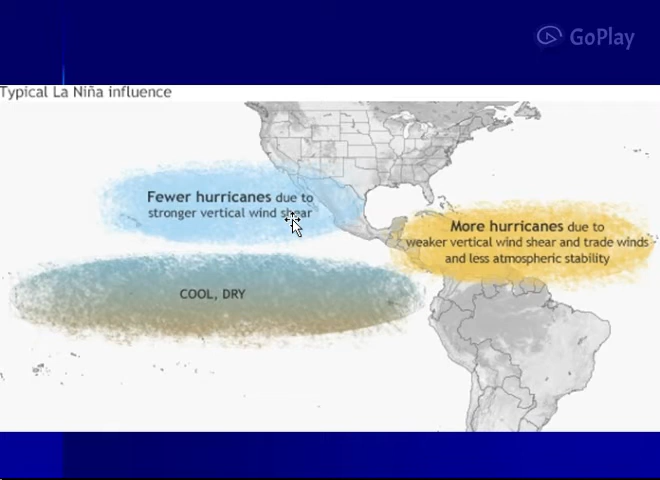 GoPlay
Typical La Niña influence
Fewer hurricanes due to
stronger vertical wind shear
More hurricanes due to
weaker vertical wind shear and trade winds
and less atmospheric stability
COOL, DRY